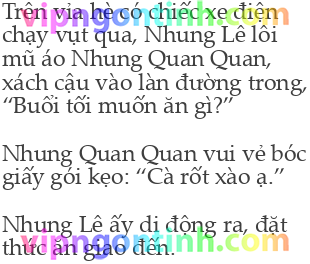 Trên vỉa hè có chiếc xe điện
chạy vụt qua, Nhung Lê lôi
mũ áo Nhung Quan Quan,
xách cậu vào làn đường trong,
“Buổi tối muốn ăn gì?”
Nhung Quan Quan vui vẻ bóc
giấy gói kẹo: “Cà rốt xào ạ.”
Nhung Lê ấy di động ra, đặt
thức ăn giao đến.
vipngontinh.com
vipngontinh.com